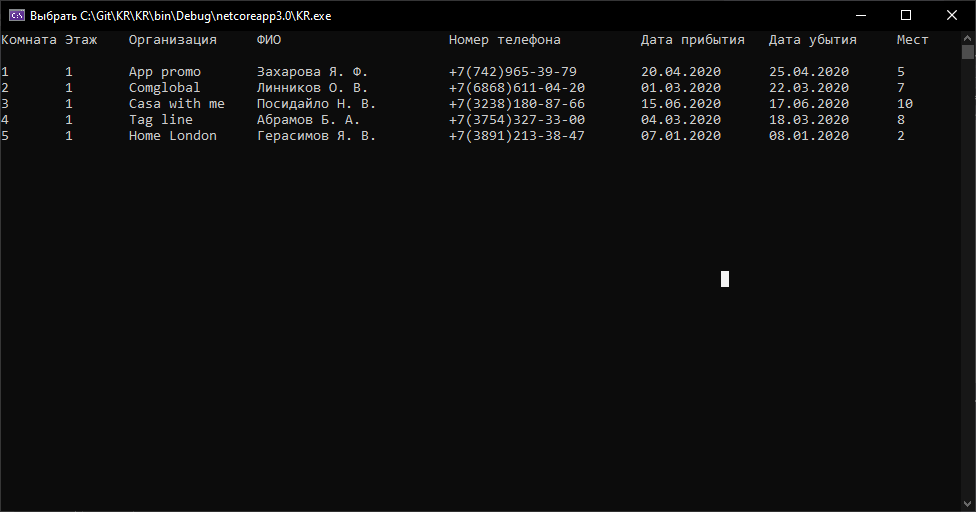 Выбрать C:\Git\KR\KR\bin\Debug\netcoreapp3.0\KR.exe
Комната Этаж Организация ФИО Номер телефона Дата прибытия Дата убытия Мест
1 1 App promo Захарова Я. Ф. +7(742)965-39-79 20.04.2020 25.04.2020 5
2 1 Comglobal Линников О. В. +7(6868)611-04-20 01.03.2020 22.03.2020 7
3 1 Casa with me Посидайло Н. В. +7(3238)180-87-66 15.06.2020 17.06.2020 10
4 1 Tag line Абрамов Б. А. +7(3754)327-33-00 04.03.2020 18.03.2020 8
5 1 Home London Герасимов Я. В. +7(3891)213-38-47 07.01.2020 08.01.2020 2